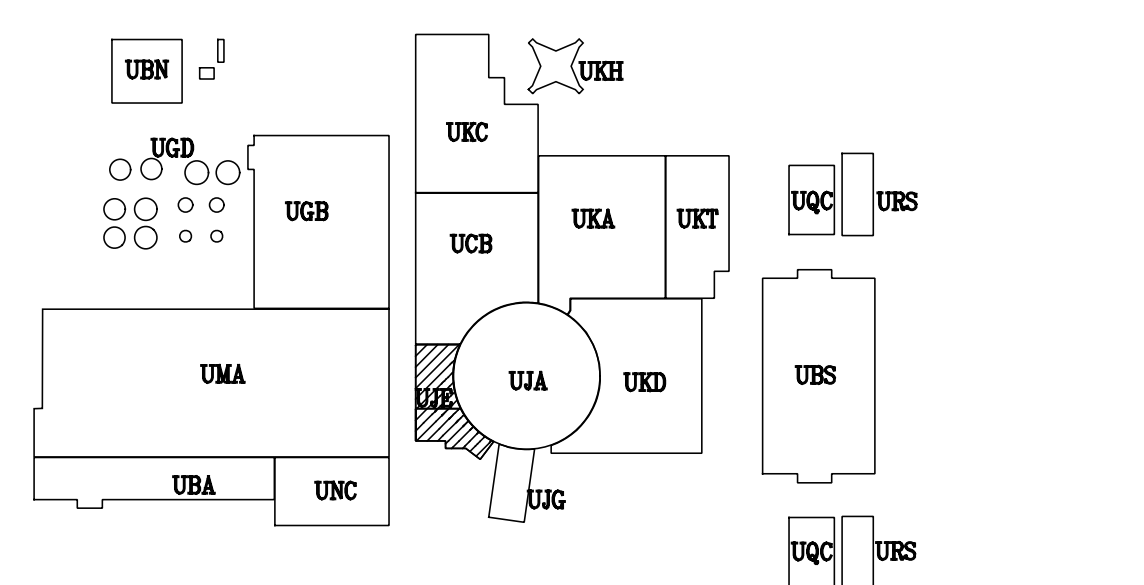 UBN
UKH
UKC
UGD
UGB
UKA
UKT
UQC
URS
UCB
UMA
UJA
UKD
UBS
UJE
UBA
UNC
UJG
UQC
URS